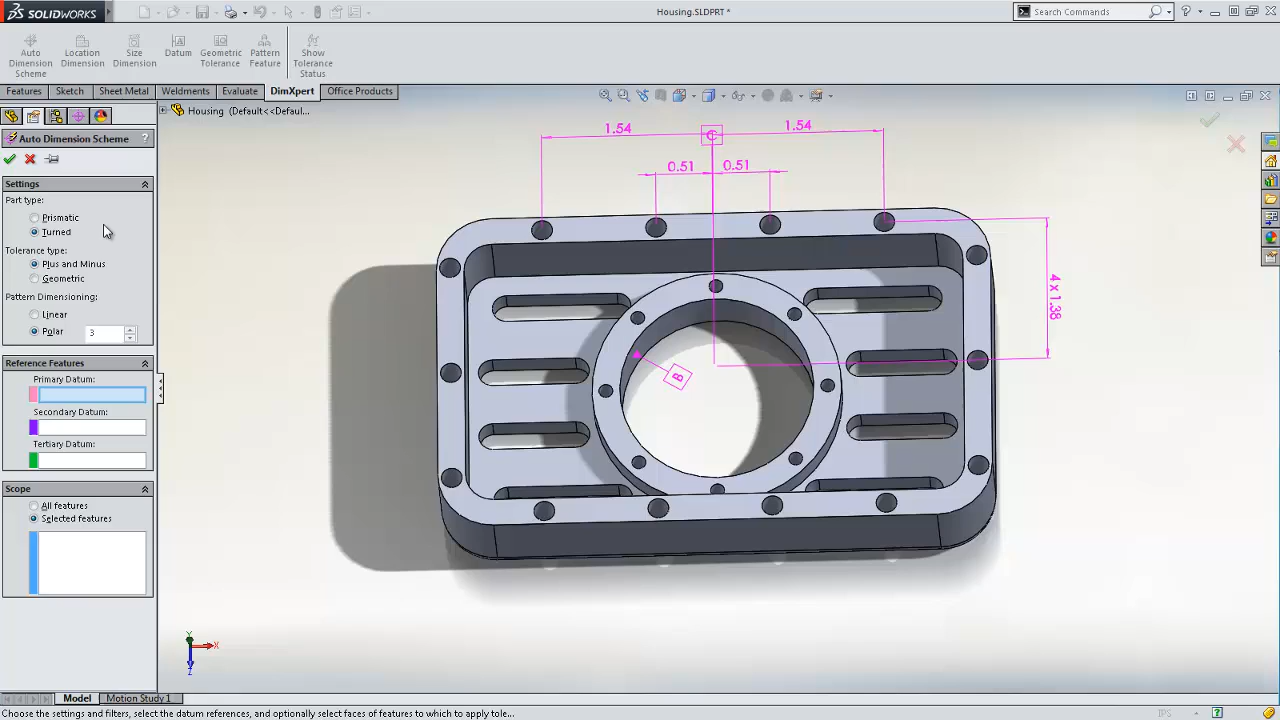 SOLIDWORKS
Housing.SLDPRT *
Search Commands
Auto Dimension Scheme
Location Dimension
Size Dimension
Datum
Geometric Tolerance
Pattern Feature
Show Tolerance Status
Features
Sketch
Sheet Metal
Weldments
Evaluate
DimXpert
Office Products
Housing (Default<<Defaul...
Auto Dimension Scheme
?
Settings
Part type:
Prismatic
Turned
Tolerance type:
Plus and Minus
Geometric
Pattern Dimensioning:
Linear
Polar 3
Reference Features
Primary Datum:
Secondary Datum:
Tertiary Datum:
Scope
All features
Selected features
1.54
C
1.54
0.51
0.51
4 x 1.38
B
Y
X
Z
Model
Motion Study 1
Choose the settings and filters, select the datum references, and optionally select faces of features to which to apply tole...
IPS